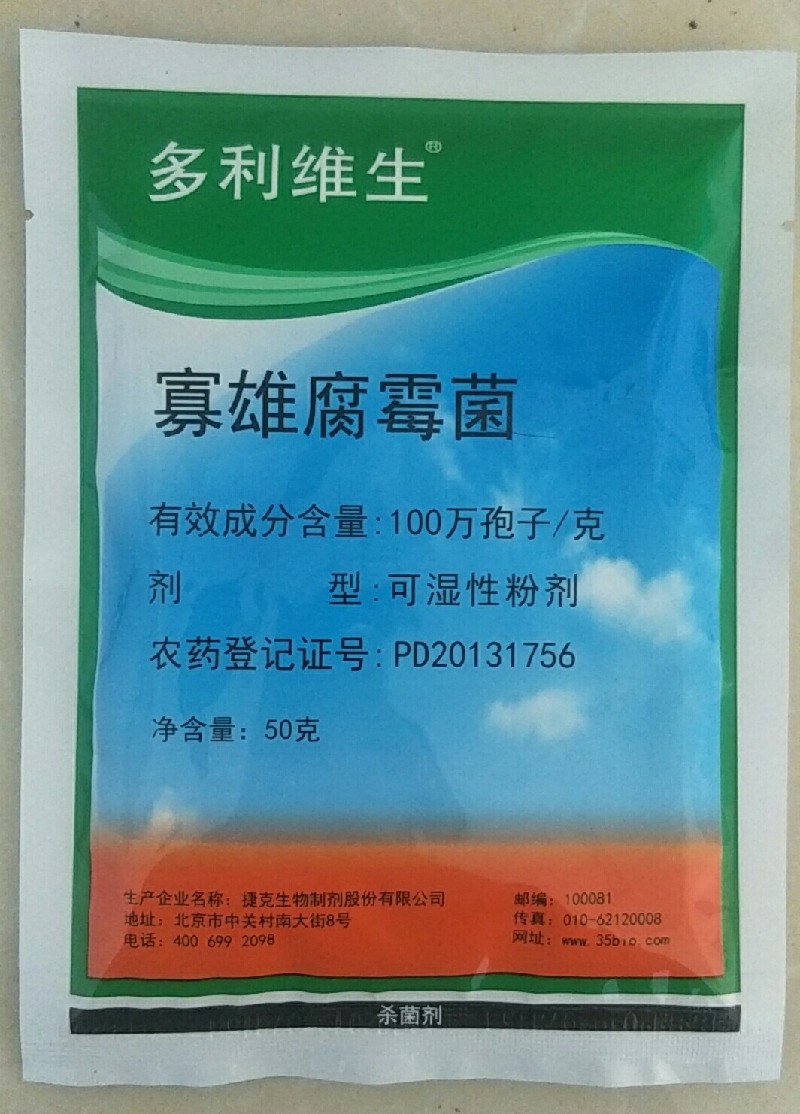 多利维生®
寡雄腐霉菌
有效成分含量:100万孢子/克
剂 型:可湿性粉剂
农药登记证号:PD20131756
净含量：50克
生产企业名称：捷克生物制剂股份有限公司
地址：北京市中关村南大街8号
电话：400 699 2098
邮编：100081
传真：010-62120008
网址：www.35bio.com
杀菌剂